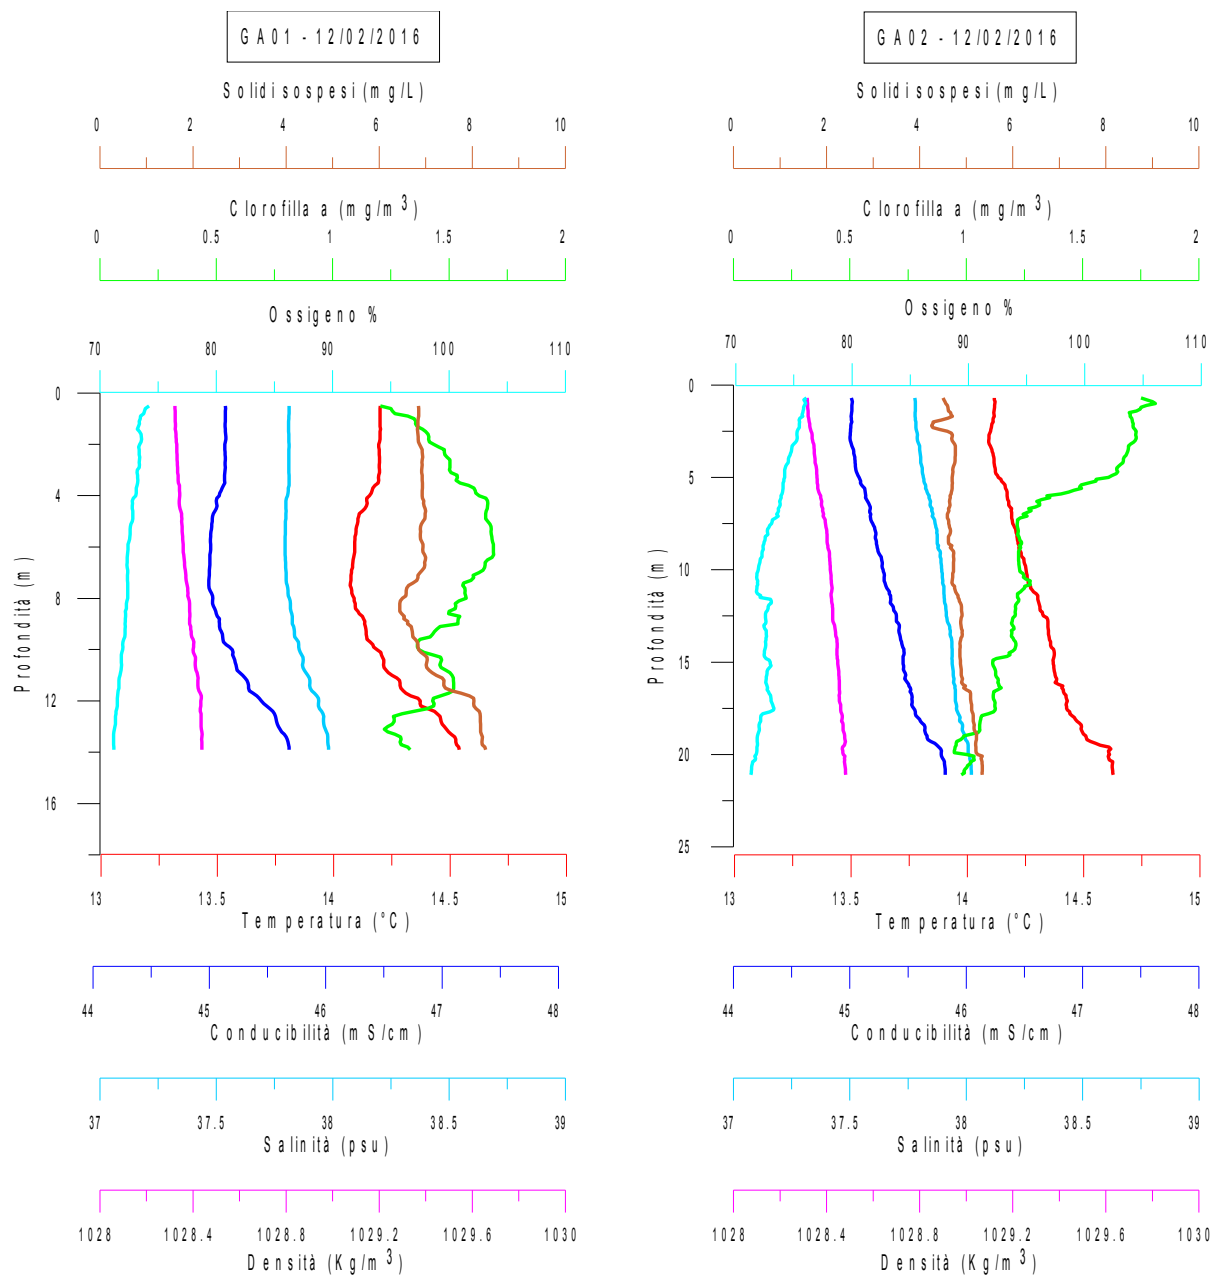 GA01 - 12/02/2016
Solidi sospesi (mg/L)
0 2 4 6 8 10
Clorofilla a (mg/m³)
0 0.5 1 1.5 2
Ossigeno %
70 80 90 100 110
0
4
8
12
16
Profondità (m)
13 13.5 14 14.5 15
Temperatura (°C)
44 45 46 47 48
Conducibilità (mS/cm)
37 37.5 38 38.5 39
Salinità (psu)
1028 1028.4 1028.8 1029.2 1029.6 1030
Densità (Kg/m³)
GA02 - 12/02/2016
Solidi sospesi (mg/L)
0 2 4 6 8 10
Clorofilla a (mg/m³)
0 0.5 1 1.5 2
Ossigeno %
70 80 90 100 110
0
5
10
15
20
25
Profondità (m)
13 13.5 14 14.5 15
Temperatura (°C)
44 45 46 47 48
Conducibilità (mS/cm)
37 37.5 38 38.5 39
Salinità (psu)
1028 1028.4 1028.8 1029.2 1029.6 1030
Densità (Kg/m³)